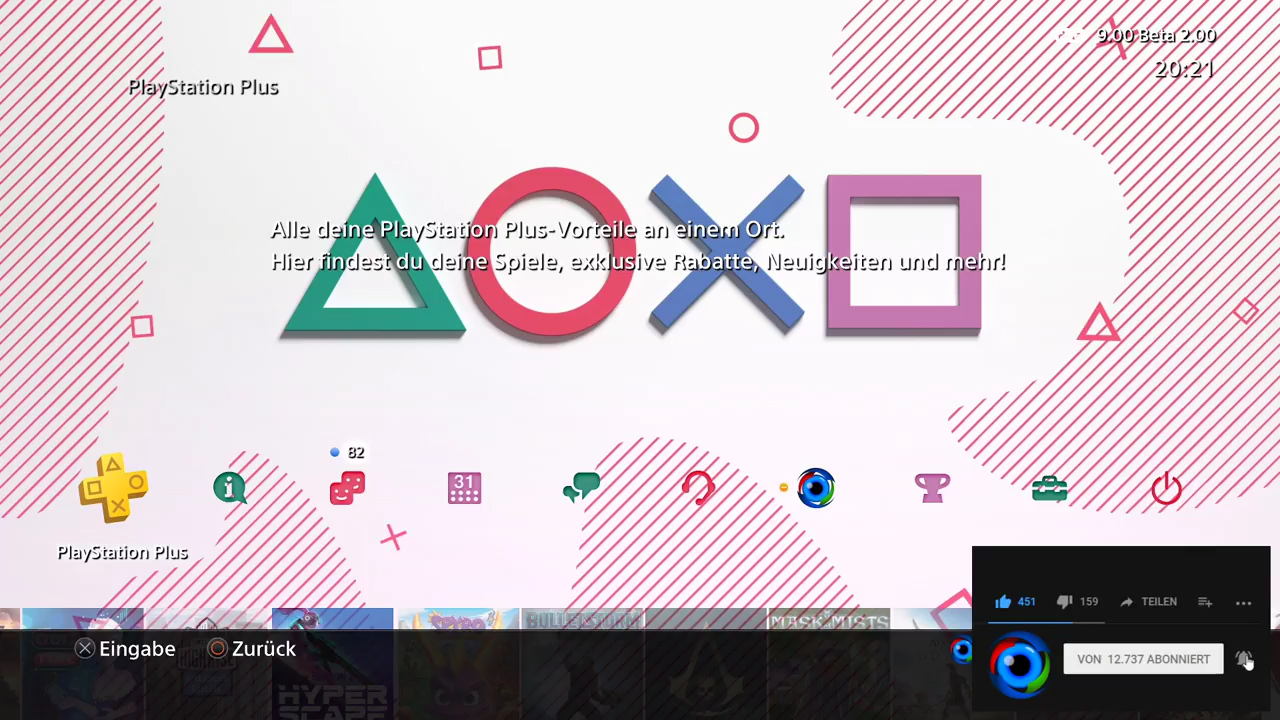 9.00 Beta 2.00
20:21
PlayStation Plus
Alle deine PlayStation Plus-Vorteile an einem Ort.
Hier findest du deine Spiele, exklusive Rabatte, Neuigkeiten und mehr!
82
31
PlayStation Plus
SPYRO
BULLETSTORM
MASK MISTS
HYPER
SCAPE
Eingabe
Zurück
451
159
TEILEN
VON 12.737 ABONNIERT